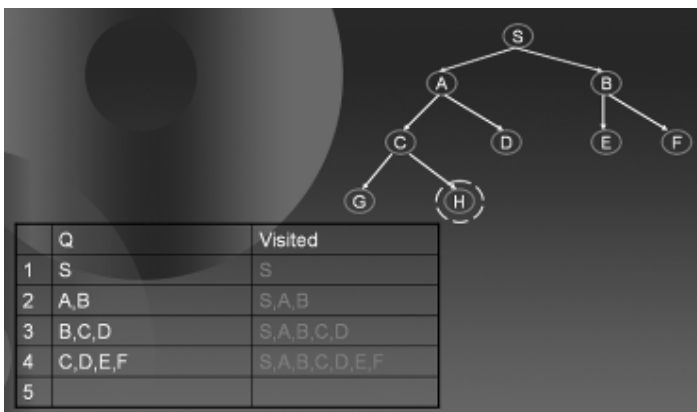 S
A B
C D E F
G H
Q Visited
1 S S
2 A,B S,A,B
3 B,C,D S,A,B,C,D
4 C,D,E,F S,A,B,C,D,E,F
5